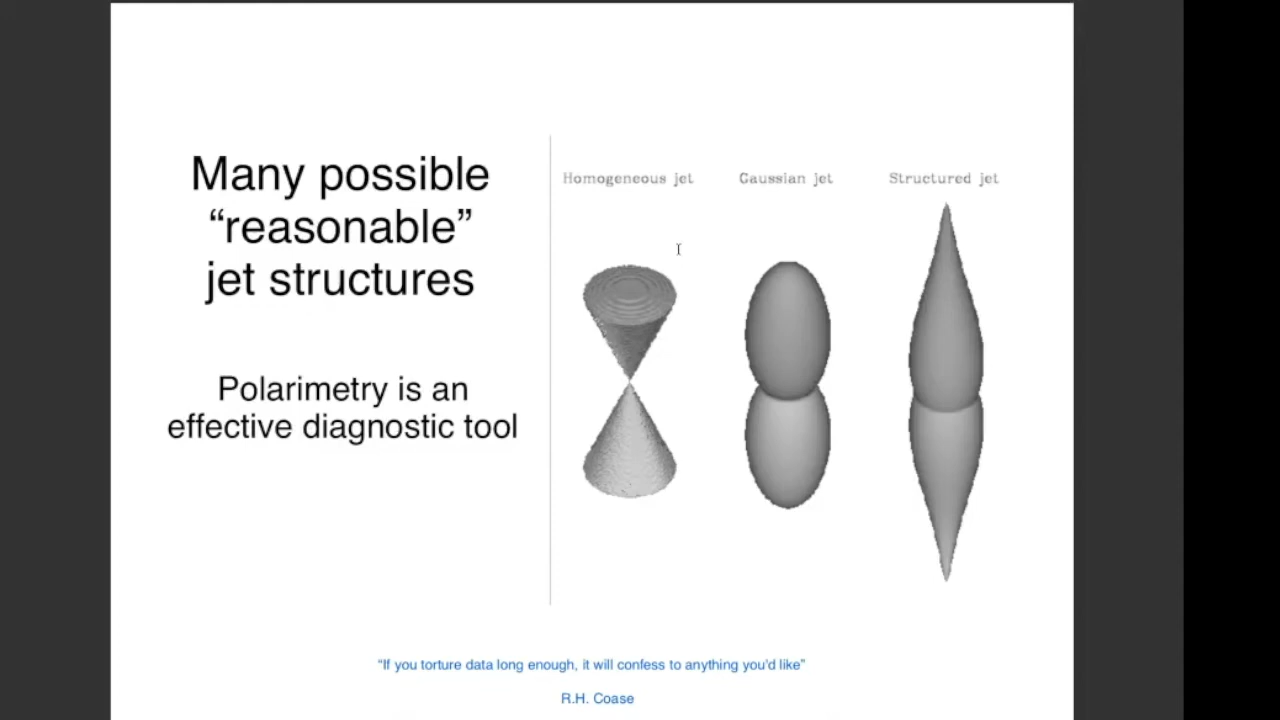 Many possible
“reasonable”
jet structures
Polarimetry is an
effective diagnostic tool
Homogeneous jet
Gaussian jet
Structured jet
“If you torture data long enough, it will confess to anything you'd like”
R.H. Coase